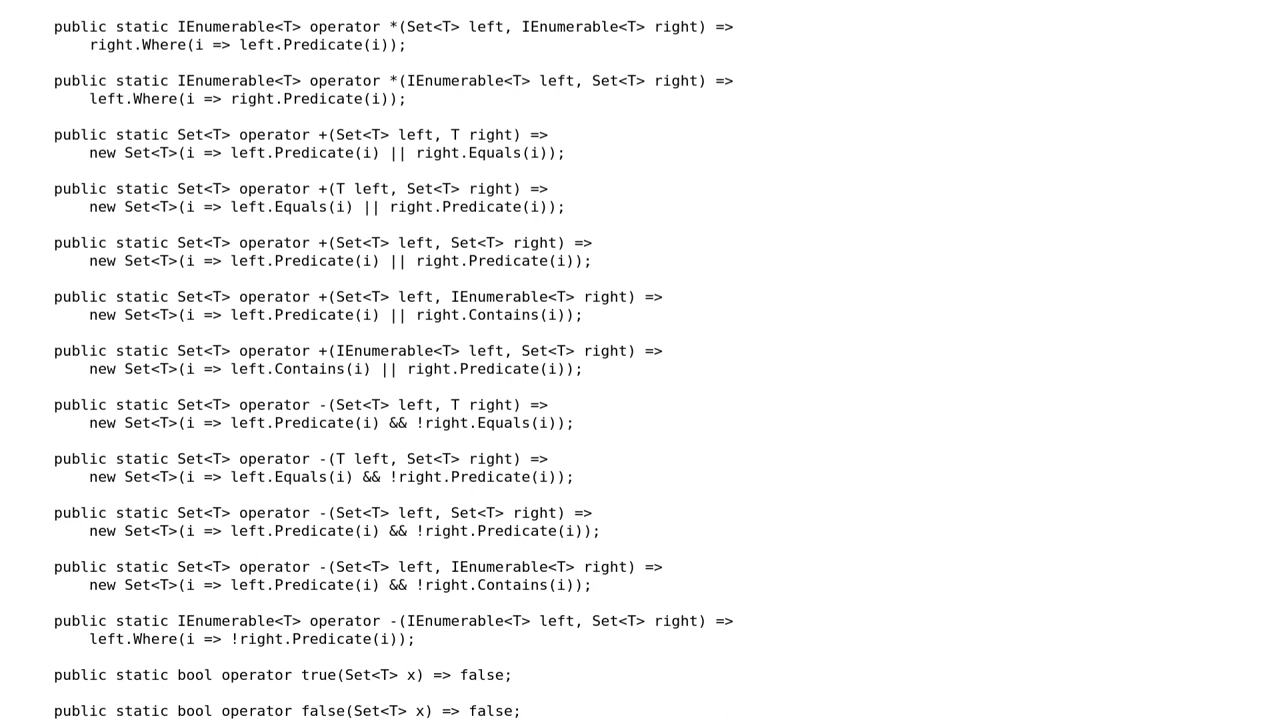 public static IEnumerable<T> operator *(Set<T> left, IEnumerable<T> right) =>
right.Where(i => left.Predicate(i));
public static IEnumerable<T> operator *(IEnumerable<T> left, Set<T> right) =>
left.Where(i => right.Predicate(i));
public static Set<T> operator +(Set<T> left, T right) =>
new Set<T>(i => left.Predicate(i) || right.Equals(i));
public static Set<T> operator +(T left, Set<T> right) =>
new Set<T>(i => left.Equals(i) || right.Predicate(i));
public static Set<T> operator +(Set<T> left, Set<T> right) =>
new Set<T>(i => left.Predicate(i) || right.Predicate(i));
public static Set<T> operator +(Set<T> left, IEnumerable<T> right) =>
new Set<T>(i => left.Predicate(i) || right.Contains(i));
public static Set<T> operator +(IEnumerable<T> left, Set<T> right) =>
new Set<T>(i => left.Contains(i) || right.Predicate(i));
public static Set<T> operator -(Set<T> left, T right) =>
new Set<T>(i => left.Predicate(i) && !right.Equals(i));
public static Set<T> operator -(T left, Set<T> right) =>
new Set<T>(i => left.Equals(i) && !right.Predicate(i));
public static Set<T> operator -(Set<T> left, Set<T> right) =>
new Set<T>(i => left.Predicate(i) && !right.Predicate(i));
public static Set<T> operator -(Set<T> left, IEnumerable<T> right) =>
new Set<T>(i => left.Predicate(i) && !right.Contains(i));
public static IEnumerable<T> operator -(IEnumerable<T> left, Set<T> right) =>
left.Where(i => !right.Predicate(i));
public static bool operator true(Set<T> x) => false;
public static bool operator false(Set<T> x) => false;